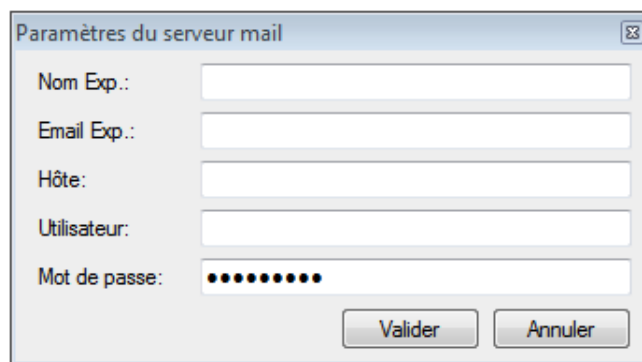 Paramètres du serveur mail
Nom Exp.:
Email Exp.:
Hôte:
Utilisateur:
Mot de passe: •••••••••
Valider Annuler